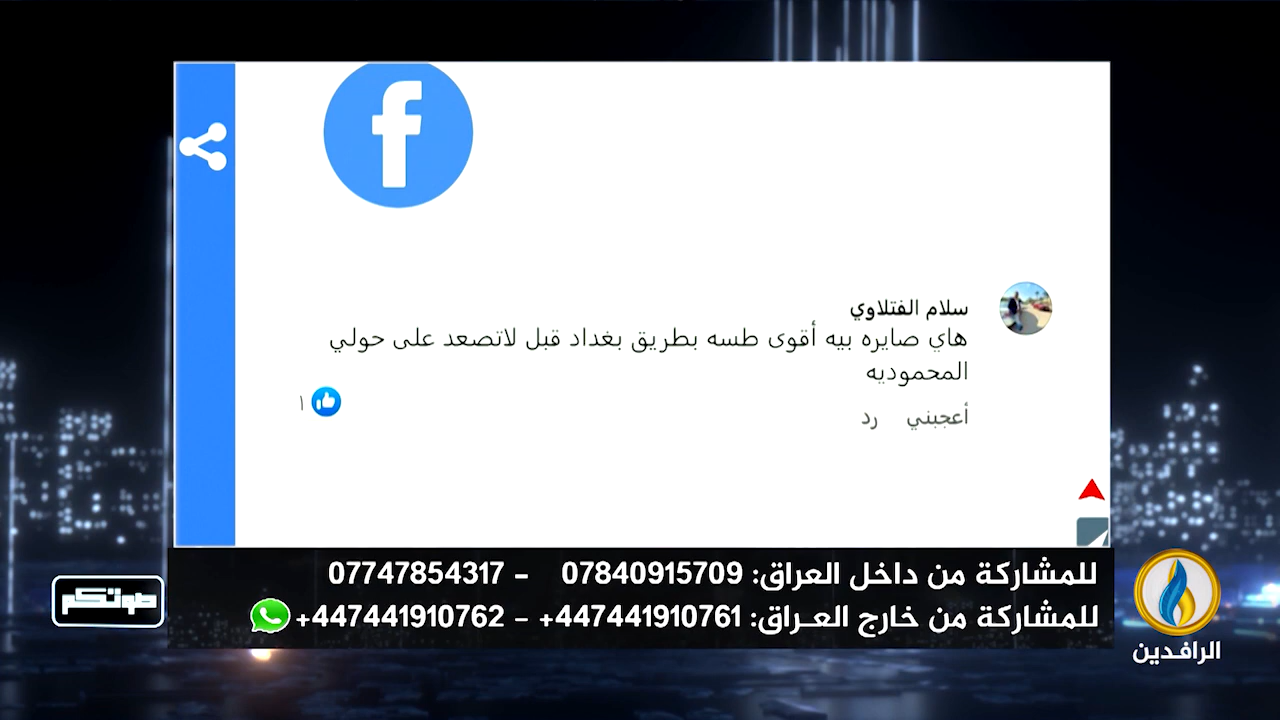 سلام الفتلاوي
هاي صايره بيه أقوى طسه بطريق بغداد قبل لاتصعد على حولي
المحموديه
أعجبني رد
١
للمشاركة من داخل العراق: 07840915709 - 07747854317
للمشاركة من خارج العراق: 447441910761+ - 447441910762+
صوتكم
الرافدين